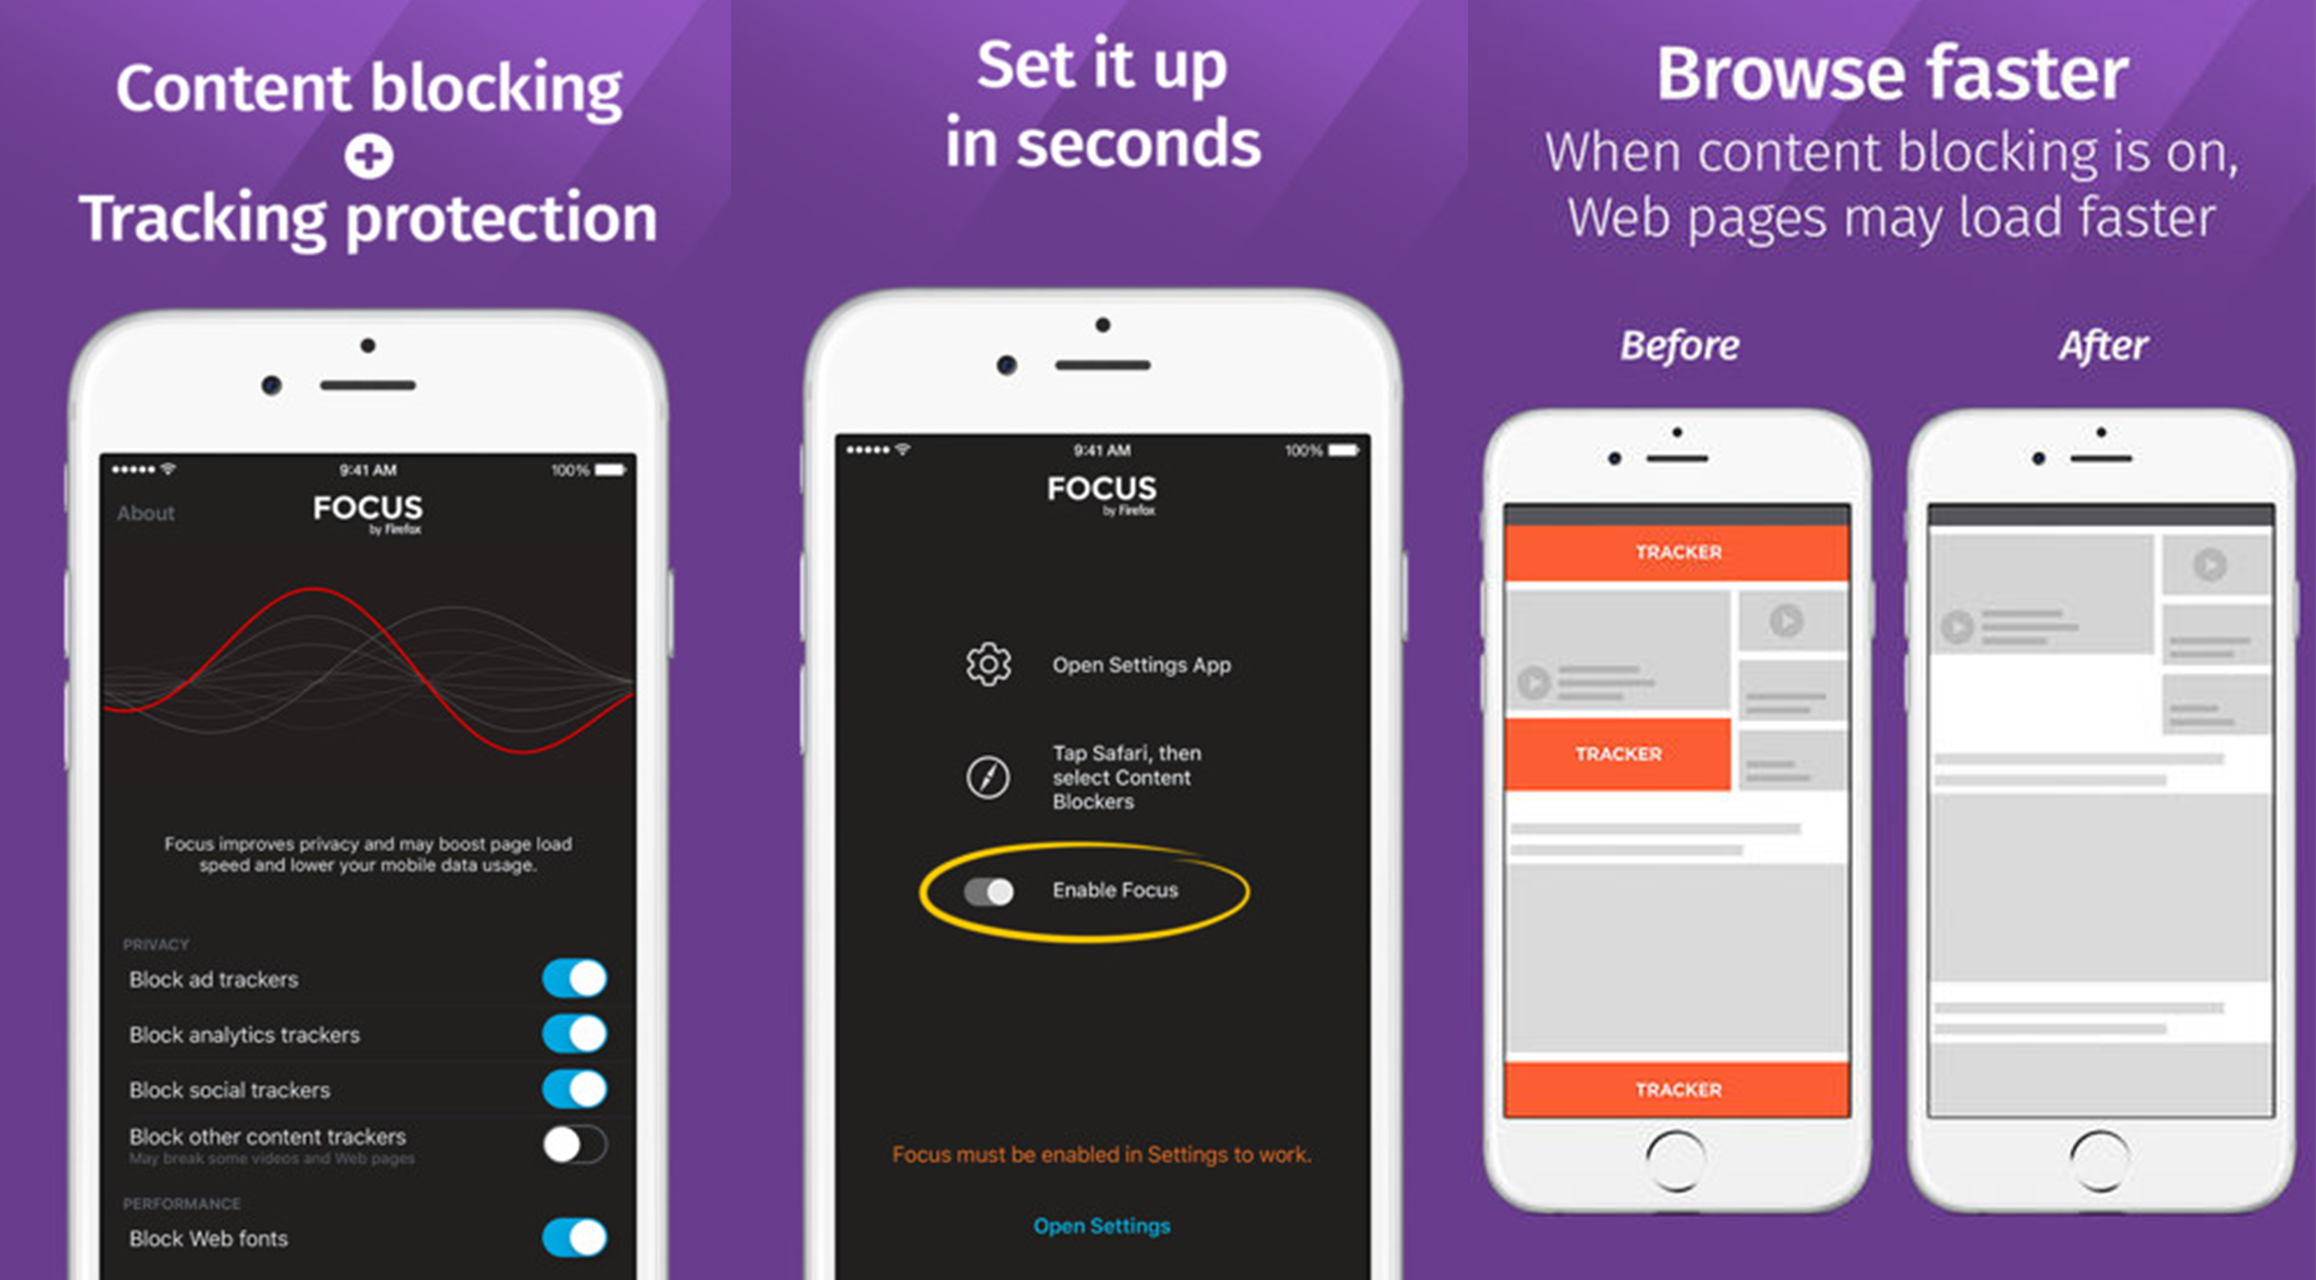 Content blocking
Tracking protection
9:41 AM
100%
About
FOCUS
by Firefox
Focus improves privacy and may boost page load
speed and lower your mobile data usage.
PRIVACY
Block ad trackers
Block analytics trackers
Block social trackers
Block other content trackers
May break some videos and Web pages
PERFORMANCE
Block Web fonts
Set it up
in seconds
9:41 AM
100%
FOCUS
by Firefox
Open Settings App
Tap Safari, then
select Content
Blockers
Enable Focus
Focus must be enabled in Settings to work.
Open Settings
Browse faster
When content blocking is on,
Web pages may load faster
Before
TRACKER
TRACKER
TRACKER
After